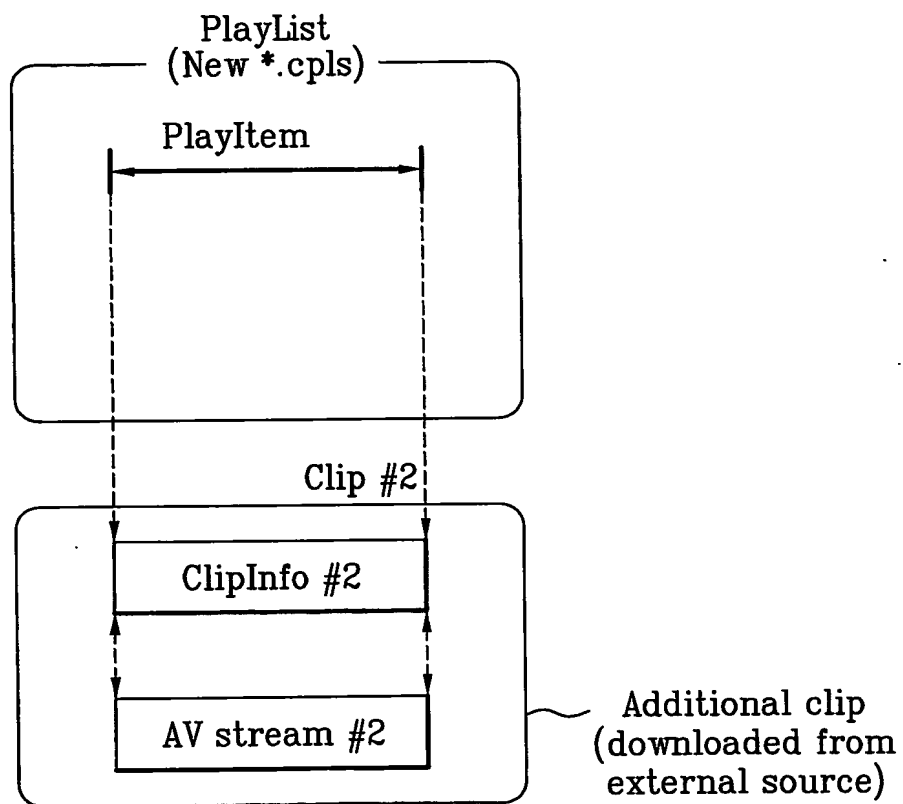 PlayList
(New *.cpls)
PlayItem
Clip #2
ClipInfo #2
AV stream #2
Additional clip
(downloaded from
external source)